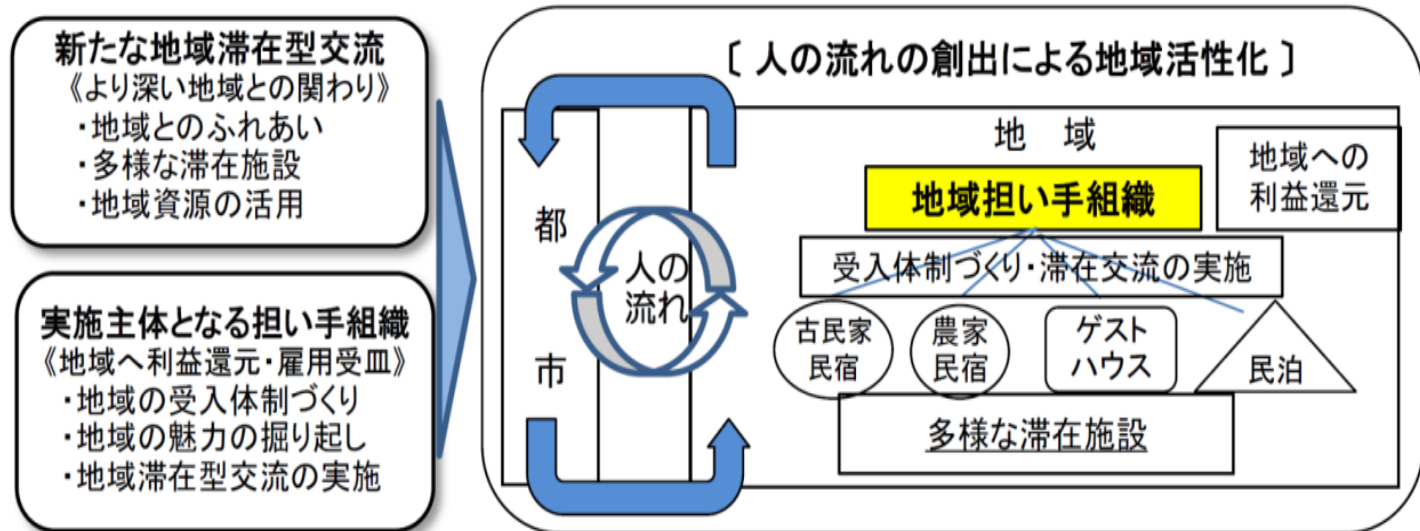 新たな地域滞在型交流
《より深い地域との関わり》
・地域とのふれあい
・多様な滞在施設
・地域資源の活用
実施主体となる担い手組織
《地域へ利益還元・雇用受皿》
・地域の受入体制づくり
・地域の魅力の掘り起し
・地域滞在型交流の実施
〔 人の流れの創出による地域活性化 〕
都
市
人の
流れ
地　域
地域担い手組織
地域への
利益還元
受入体制づくり・滞在交流の実施
古民家
民宿
農家
民宿
ゲスト
ハウス
民泊
多様な滞在施設